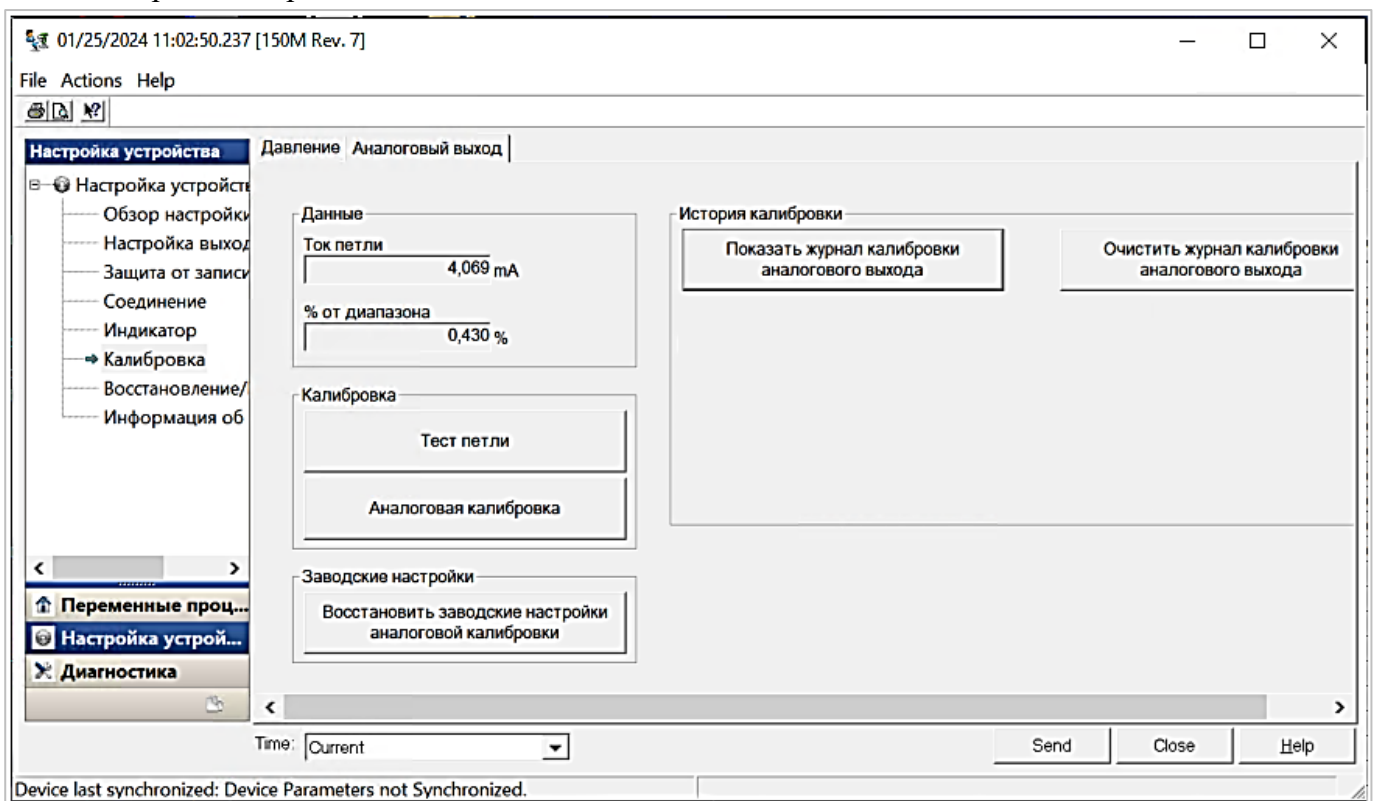 01/25/2024 11:02:50.237 [150M Rev. 7]
File Actions Help
Настройка устройства
Настройка устройсті
Обзор настройки
Настройка выход
Защита от записи
Соединение
Индикатор
Калибровка
Восстановление/
Информация об
Переменные проц...
Настройка устрой...
Диагностика
Давление Аналоговый выход
Данные
Ток петли
4,069 mA
% от диапазона
0,430 %
Калибровка
Тест петли
Аналоговая калибровка
Заводские настройки
Восстановить заводские настройки
аналоговой калибровки
История калибровки
Показать журнал калибровки
аналогового выхода
Очистить журнал калибровки
аналогового выхода
Time: Current
Send Close Help
Device last synchronized: Device Parameters not Synchronized.